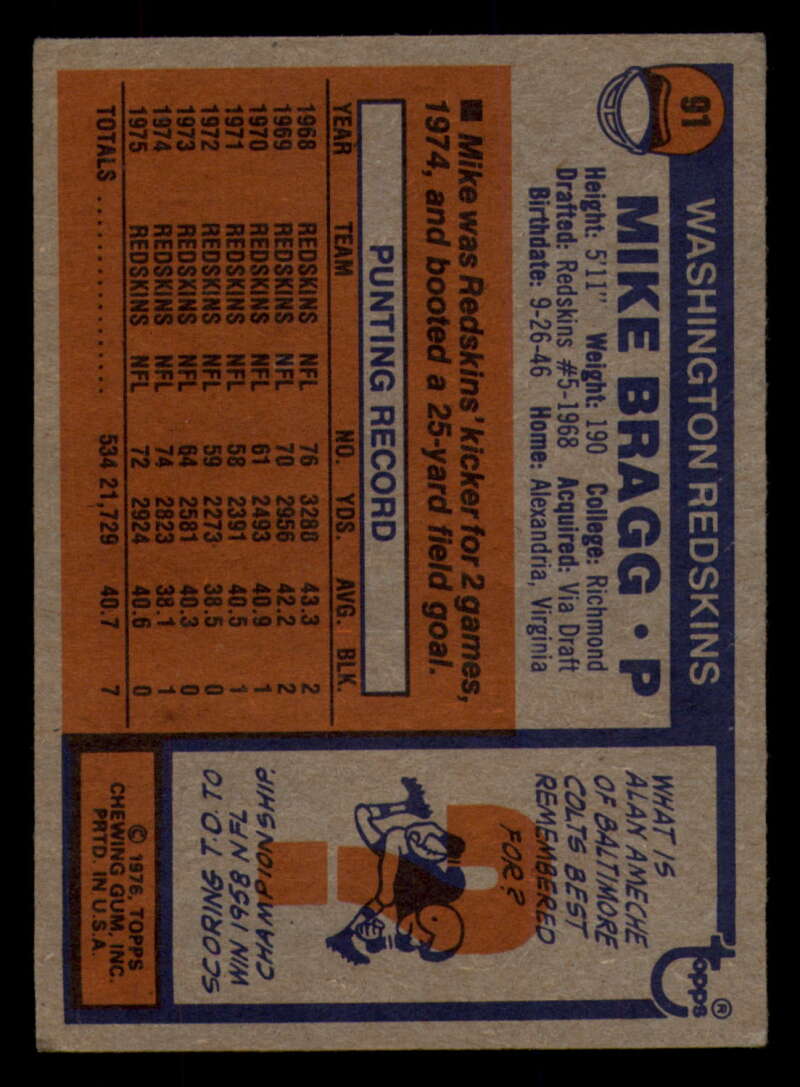 91
WASHINGTON REDSKINS
MIKE BRAGG • P
Height: 5'11" Weight: 190 College: Richmond
Drafted: Redskins #5-1968 Acquired: Via Draft
Birthdate: 9-26-46 Home: Alexandria, Virginia
■ Mike was Redskins' kicker for 2 games,
1974, and booted a 25-yard field goal.
PUNTING RECORD
YEAR TEAM NO. YDS. AVG. BLK.
1968 REDSKINS NFL 76 3288 43.3 2
1969 REDSKINS NFL 70 2956 42.2 2
1970 REDSKINS NFL 61 2493 40.9 1
1971 REDSKINS NFL 58 2391 40.5 1
1972 REDSKINS NFL 59 2273 38.5 0
1973 REDSKINS NFL 64 2581 40.3 0
1974 REDSKINS NFL 74 2823 38.1 1
1975 REDSKINS NFL 72 2924 40.6 0
TOTALS .................... 534 21,729 40.7 7
topps®
WHAT IS
ALAN AMECHE
OF BALTIMORE
COLTS BEST
REMEMBERED
FOR?
SCORING T.D. TO
WIN 1958 NFL
CHAMPIONSHIP.
© 1976, TOPPS
CHEWING GUM, INC.
PRTD. IN U.S.A.